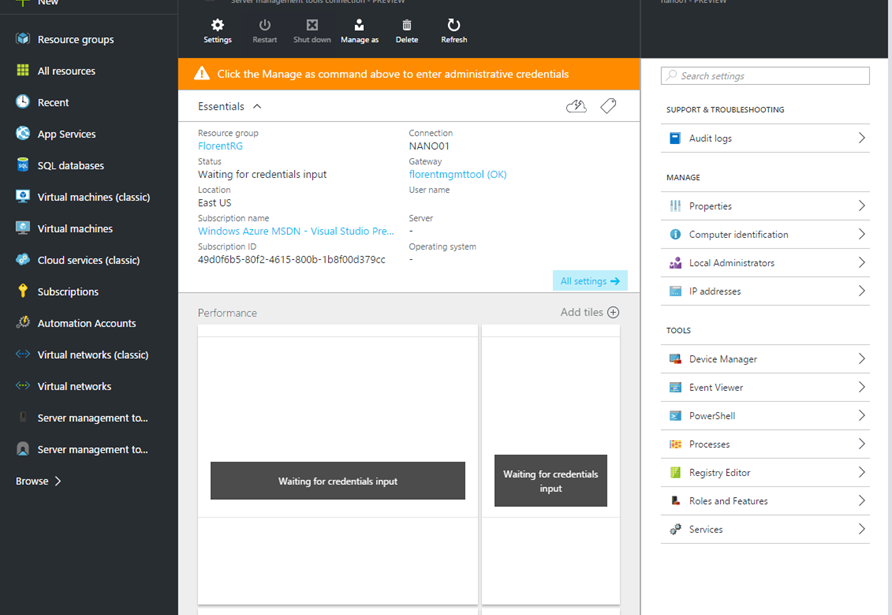 New
Resource groups
All resources
Recent
App Services
SQL databases
Virtual machines (classic)
Virtual machines
Cloud services (classic)
Subscriptions
Automation Accounts
Virtual networks (classic)
Virtual networks
Server management to...
Server management to...
Browse
Server management tools connection - PREVIEW
Settings
Restart
Shut down
Manage as
Delete
Refresh
Click the Manage as command above to enter administrative credentials
Essentials
Resource group
FlorentRG
Status
Waiting for credentials input
Location
East US
Subscription name
Windows Azure MSDN - Visual Studio Pre...
Subscription ID
49d0f6b5-80f2-4615-800b-1b8f00d379cc
Connection
NANO01
Gateway
florentmgmttool (OK)
User name
Server
-
Operating system
-
All settings
Performance
Add tiles
Waiting for credentials input
Waiting for credentials
input
nano01 - PREVIEW
Search settings
SUPPORT & TROUBLESHOOTING
Audit logs
MANAGE
Properties
Computer identification
Local Administrators
IP addresses
TOOLS
Device Manager
Event Viewer
PowerShell
Processes
Registry Editor
Roles and Features
Services